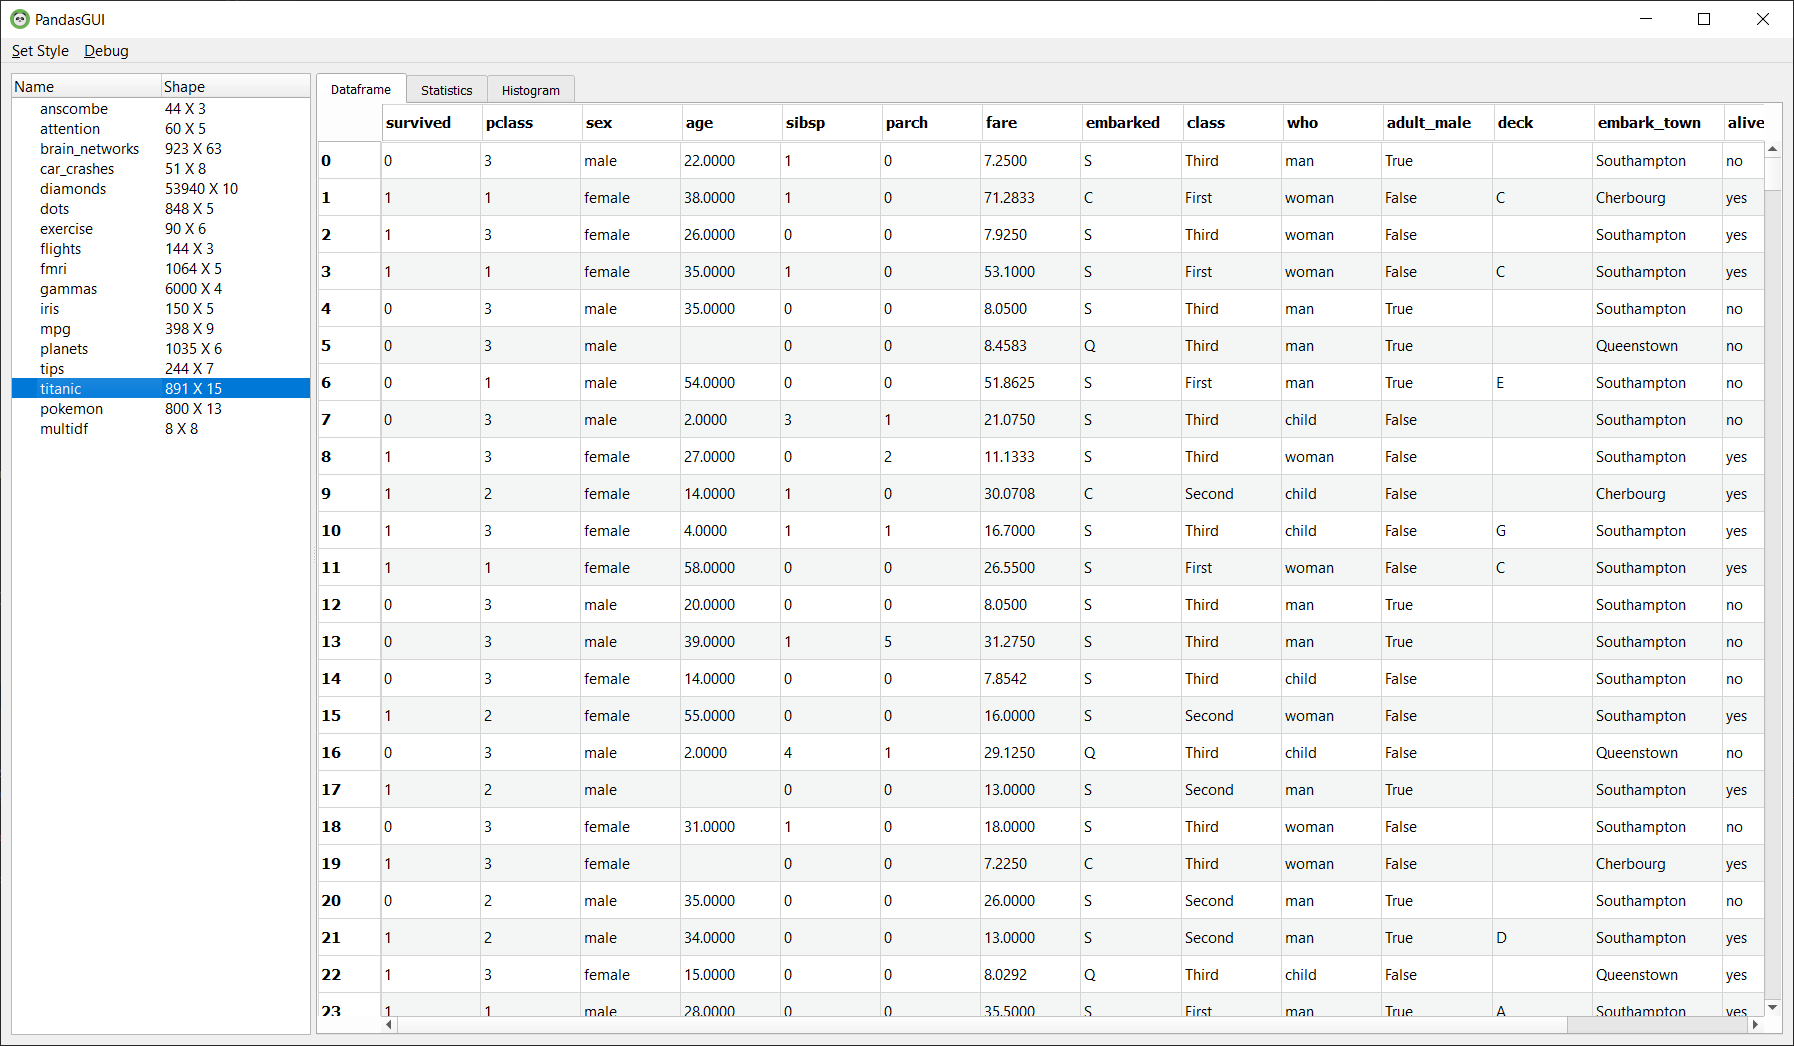 PandasGUI
Set Style Debug
Name Shape
anscombe 44 X 3
attention 60 X 5
brain_networks 923 X 63
car_crashes 51 X 8
diamonds 53940 X 10
dots 848 X 5
exercise 90 X 6
flights 144 X 3
fmri 1064 X 5
gammas 6000 X 4
iris 150 X 5
mpg 398 X 9
planets 1035 X 6
tips 244 X 7
titanic 891 X 15
pokemon 800 X 13
multidf 8 X 8
Dataframe Statistics Histogram
survived pclass sex age sibsp parch fare embarked class who adult_male deck embark_town alive
0 0 3 male 22.0000 1 0 7.2500 S Third man True Southampton no
1 1 1 female 38.0000 1 0 71.2833 C First woman False C Cherbourg yes
2 1 3 female 26.0000 0 0 7.9250 S Third woman False Southampton yes
3 1 1 female 35.0000 1 0 53.1000 S First woman False C Southampton yes
4 0 3 male 35.0000 0 0 8.0500 S Third man True Southampton no
5 0 3 male 0 0 8.4583 Q Third man True Queenstown no
6 0 1 male 54.0000 0 0 51.8625 S First man True E Southampton no
7 0 3 male 2.0000 3 1 21.0750 S Third child False Southampton no
8 1 3 female 27.0000 0 2 11.1333 S Third woman False Southampton yes
9 1 2 female 14.0000 1 0 30.0708 C Second child False Cherbourg yes
10 1 3 female 4.0000 1 1 16.7000 S Third child False G Southampton yes
11 1 1 female 58.0000 0 0 26.5500 S First woman False C Southampton yes
12 0 3 male 20.0000 0 0 8.0500 S Third man True Southampton no
13 0 3 male 39.0000 1 5 31.2750 S Third man True Southampton no
14 0 3 female 14.0000 0 0 7.8542 S Third child False Southampton no
15 1 2 female 55.0000 0 0 16.0000 S Second woman False Southampton yes
16 0 3 male 2.0000 4 1 29.1250 Q Third child False Queenstown no
17 1 2 male 0 0 13.0000 S Second man True Southampton yes
18 0 3 female 31.0000 1 0 18.0000 S Third woman False Southampton no
19 1 3 female 0 0 7.2250 C Third woman False Cherbourg yes
20 0 2 male 35.0000 0 0 26.0000 S Second man True Southampton no
21 1 2 male 34.0000 0 0 13.0000 S Second man True D Southampton yes
22 1 3 female 15.0000 0 0 8.0292 Q Third child False Queenstown yes
23 1 1 male 28.0000 0 0 35.5000 S First man True A Southampton yes